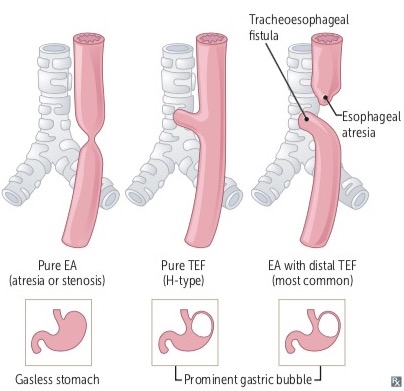 Tracheoesophageal
fistula
Esophageal
atresia
Pure EA
(atresia or stenosis)
Pure TEF
(H-type)
EA with distal TEF
(most common)
Gasless stomach
Prominent gastric bubble
Rx